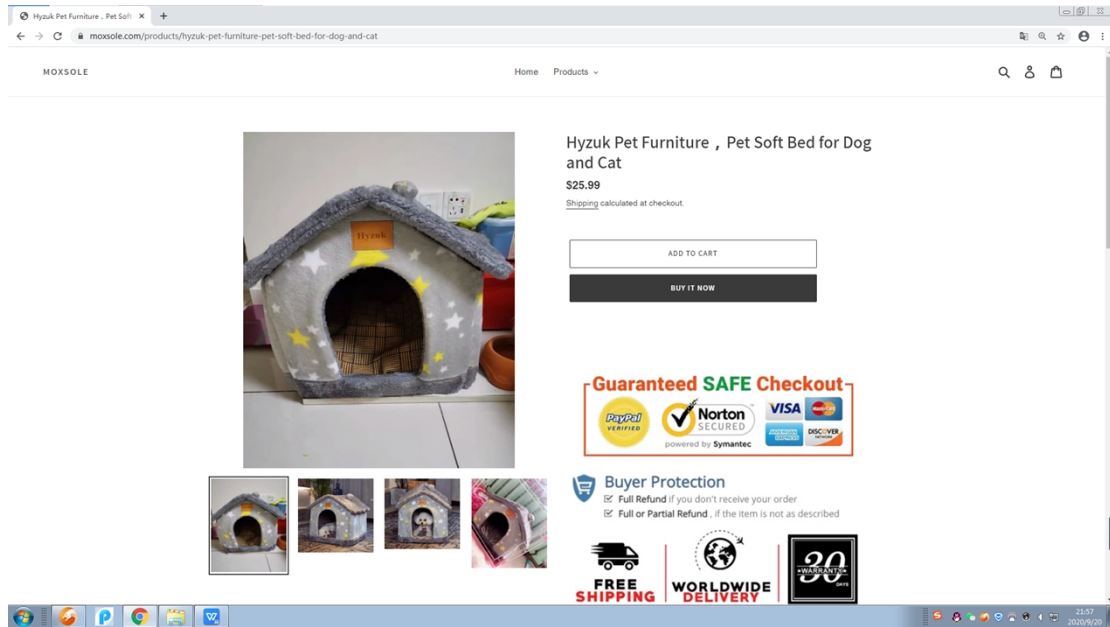 Hyzuk Pet Furniture , Pet Soft
moxsole.com/products/hyzuk-pet-furniture-pet-soft-bed-for-dog-and-cat
MOXSOLE
Home
Products
Hyzuk
Hyzuk Pet Furniture , Pet Soft Bed for Dog
and Cat
$25.99
Shipping calculated at checkout.
ADD TO CART
BUY IT NOW
Guaranteed SAFE Checkout
PayPal
VERIFIED
Norton
SECURED
powered by Symantec
VISA
MasterCard
AMERICAN
EXPRESS
DISCOVER
NETWORK
Buyer Protection
Full Refund if you don't receive your order
Full or Partial Refund , if the item is not as described
FREE
SHIPPING
WORLDWIDE
DELIVERY
30
WARRANTY
DAYS
21:57
2020/9/20